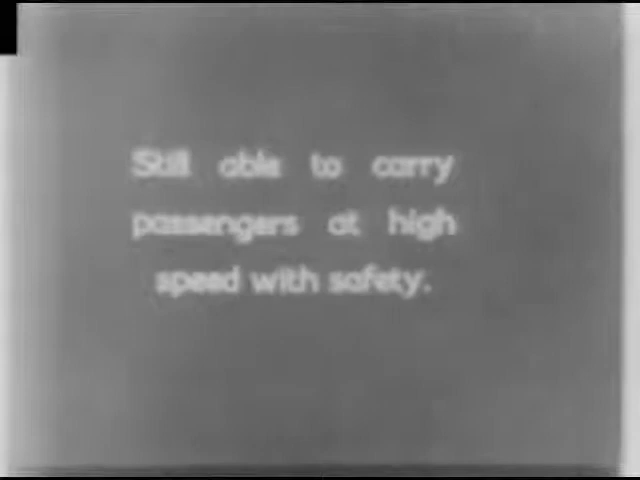 Still able to carry
passengers at high
speed with safety.